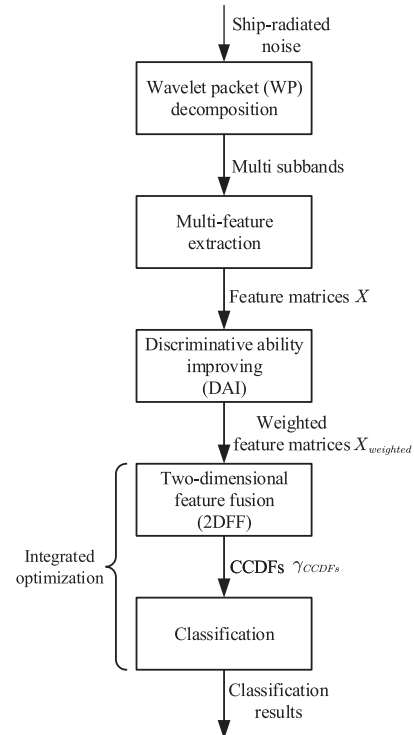 Ship-radiated
noise
Wavelet packet (WP)
decomposition
Multi subbands
Multi-feature
extraction
Feature matrices X
Discriminative ability
improving
(DAI)
Weighted
feature matrices X_weighted
Two-dimensional
feature fusion
(2DFF)
Integrated
optimization
CCDFs γ_CCDFs
Classification
Classification
results